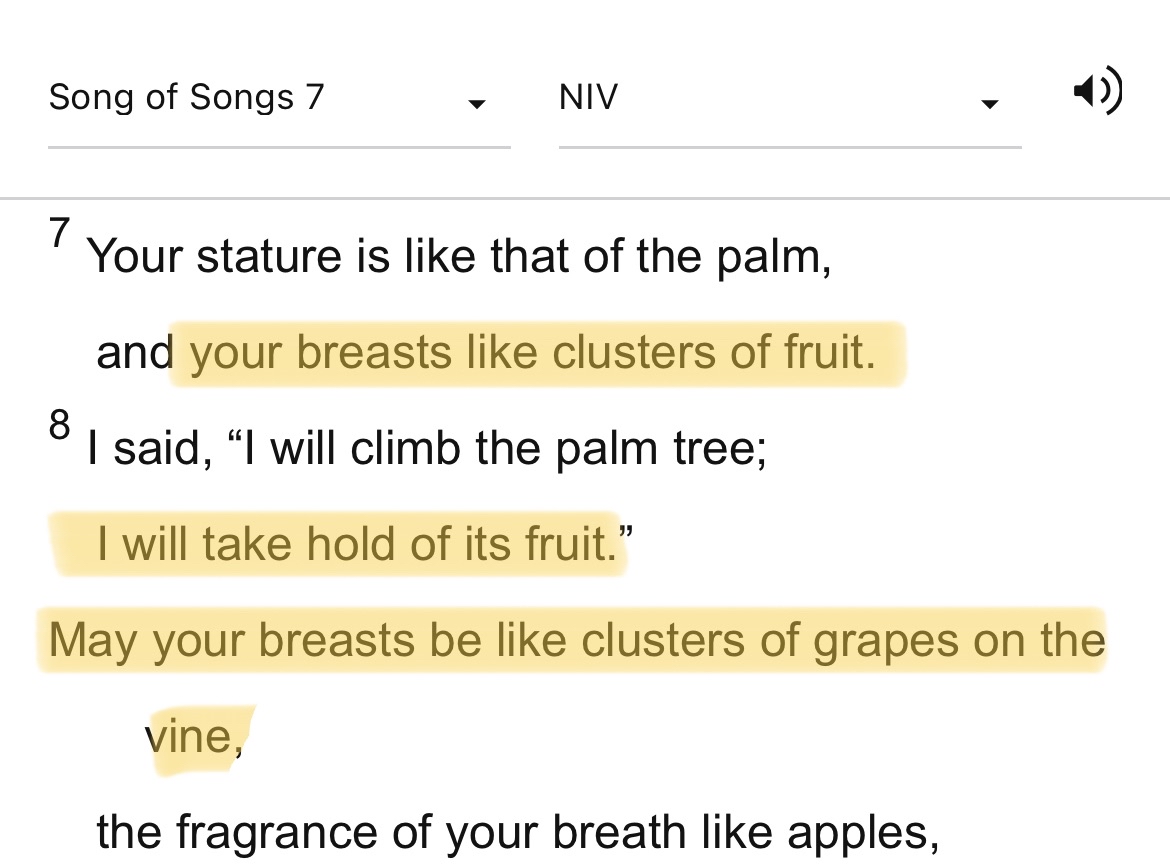 Song of Songs 7
NIV
7 Your stature is like that of the palm,
and your breasts like clusters of fruit.
8 I said, “I will climb the palm tree;
I will take hold of its fruit.”
May your breasts be like clusters of grapes on the
vine,
the fragrance of your breath like apples,